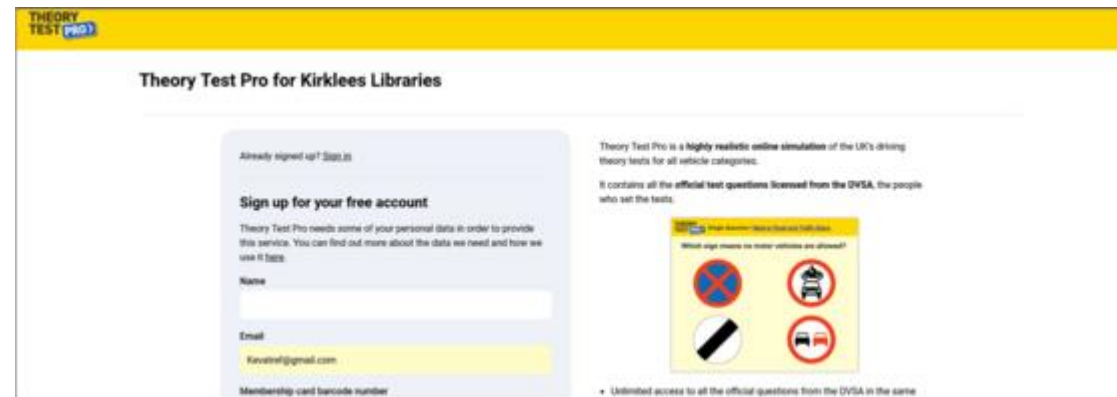 THEORY
TEST PRO
Theory Test Pro for Kirklees Libraries
Already signed up? Sign in
Sign up for your free account
Theory Test Pro needs some of your personal data in order to provide
this service. You can find out more about the data we need and how we
use it here.
Name
Email
Kevatref@gmail.com
Membership card barcode number
Theory Test Pro is a highly realistic online simulation of the UK's driving
theory tests for all vehicle categories.
It contains all the official test questions licensed from the DVSA, the people
who set the tests.
THEORY
TEST PRO
Which sign means no motor vehicles are allowed?
• Unlimited access to all the official questions from the DVSA in the same